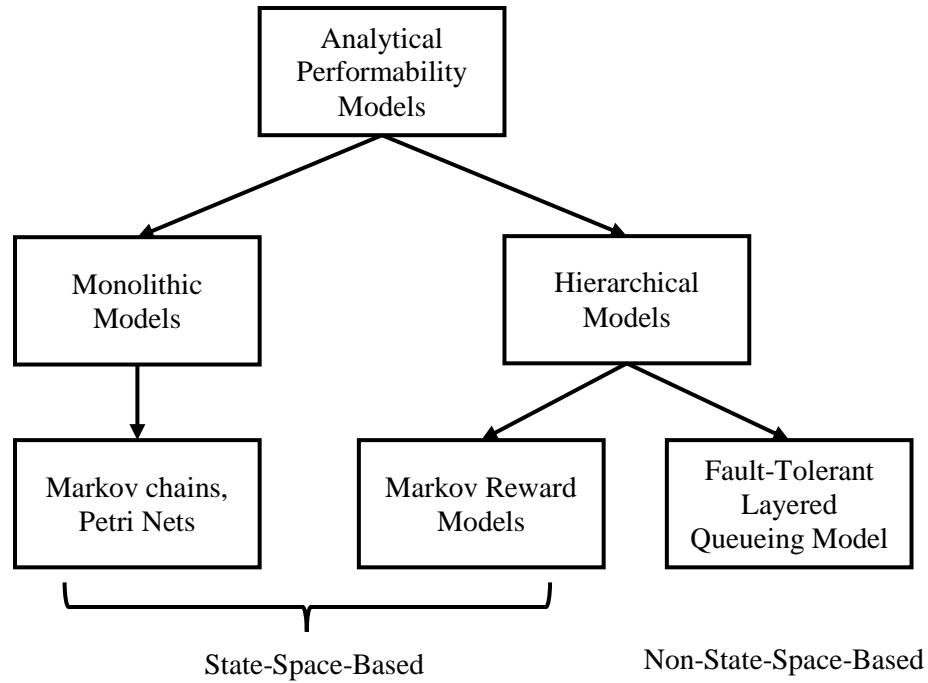 Analytical
Performability
Models
Monolithic
Models
Hierarchical
Models
Markov chains,
Petri Nets
Markov Reward
Models
Fault-Tolerant
Layered
Queueing Model
State-Space-Based
Non-State-Space-Based